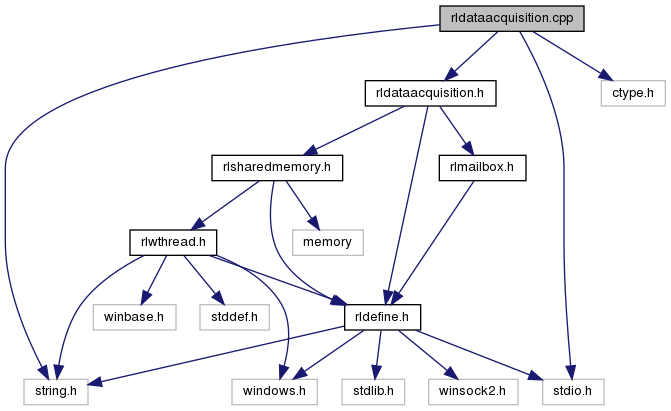 rldataacquisition.cpp
rldataacquisition.h
ctype.h
rlsharedmemory.h
rlmailbox.h
rlwthread.h
memory
winbase.h
stddef.h
rldefine.h
string.h
windows.h
stdlib.h
winsock2.h
stdio.h